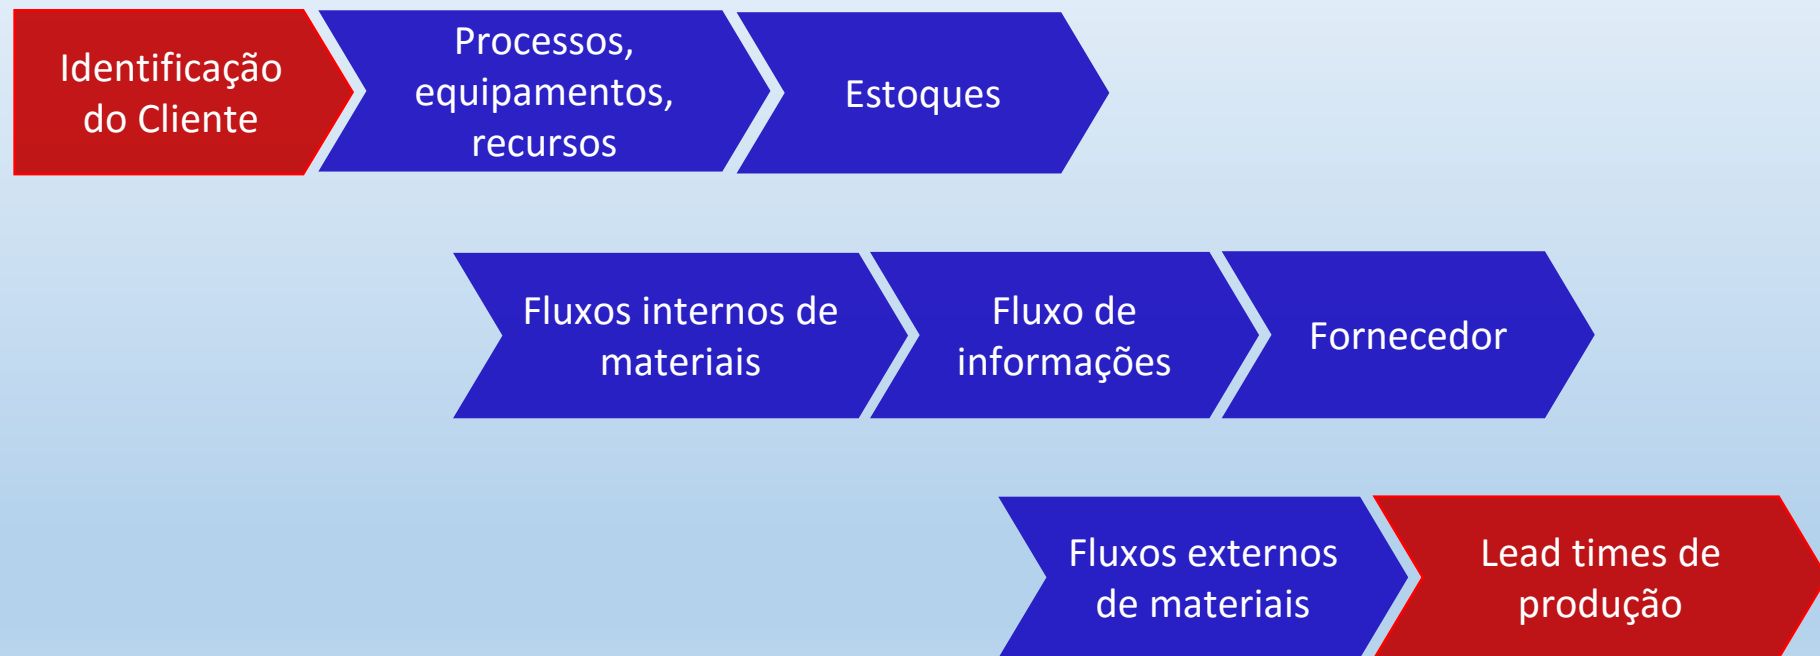 Identificação
do Cliente
Processos,
equipamentos,
recursos
Estoques
Fluxos internos de
materiais
Fluxo de
informações
Fornecedor
Fluxos externos
de materiais
Lead times de
produção